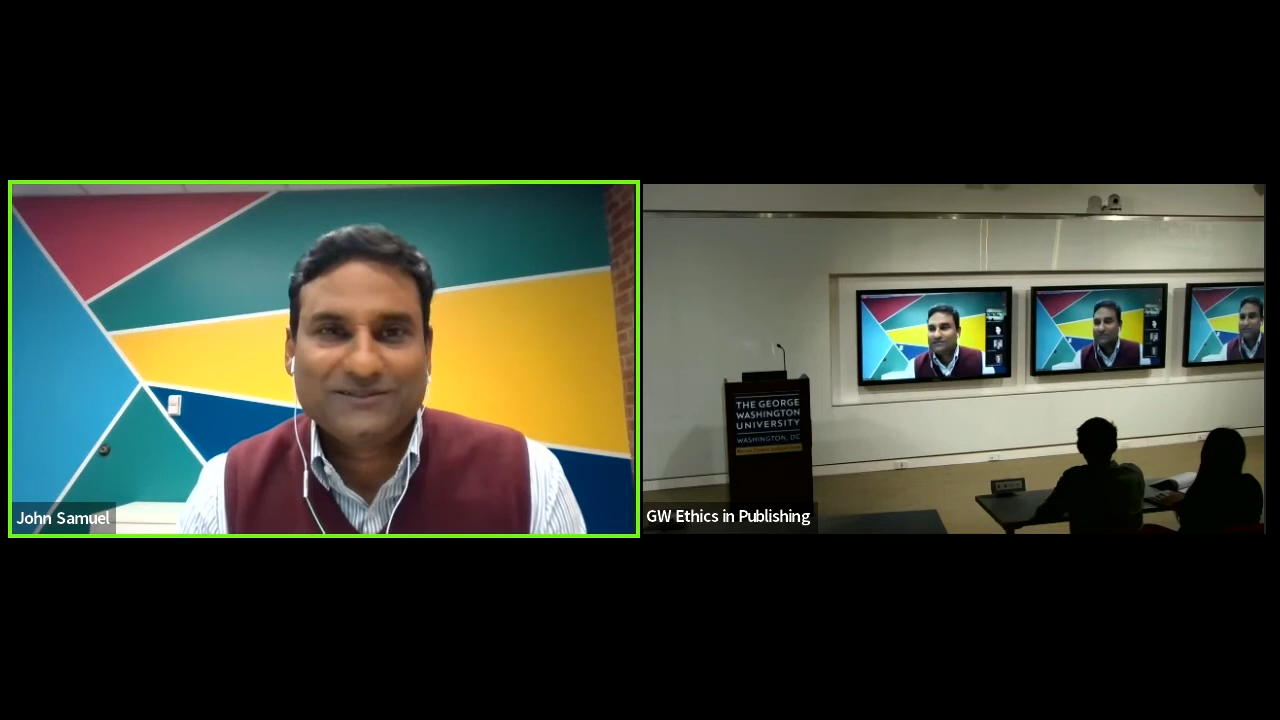 John Samuel
GW Ethics in Publishing
THE GEORGE
WASHINGTON
UNIVERSITY
WASHINGTON, DC